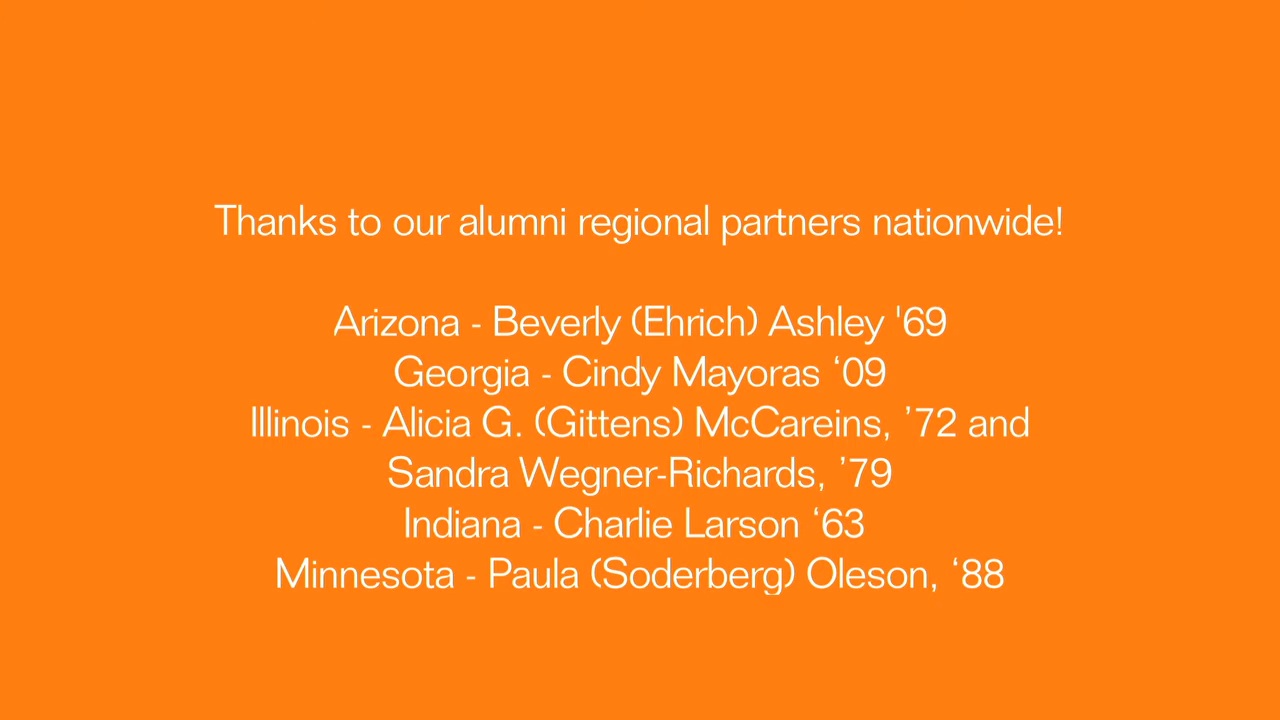 Thanks to our alumni regional partners nationwide!
Arizona - Beverly (Ehrich) Ashley '69
Georgia - Cindy Mayoras ‘09
Illinois - Alicia G. (Gittens) McCareins, ’72 and
Sandra Wegner-Richards, ’79
Indiana - Charlie Larson ‘63
Minnesota - Paula (Soderberg) Oleson, ‘88